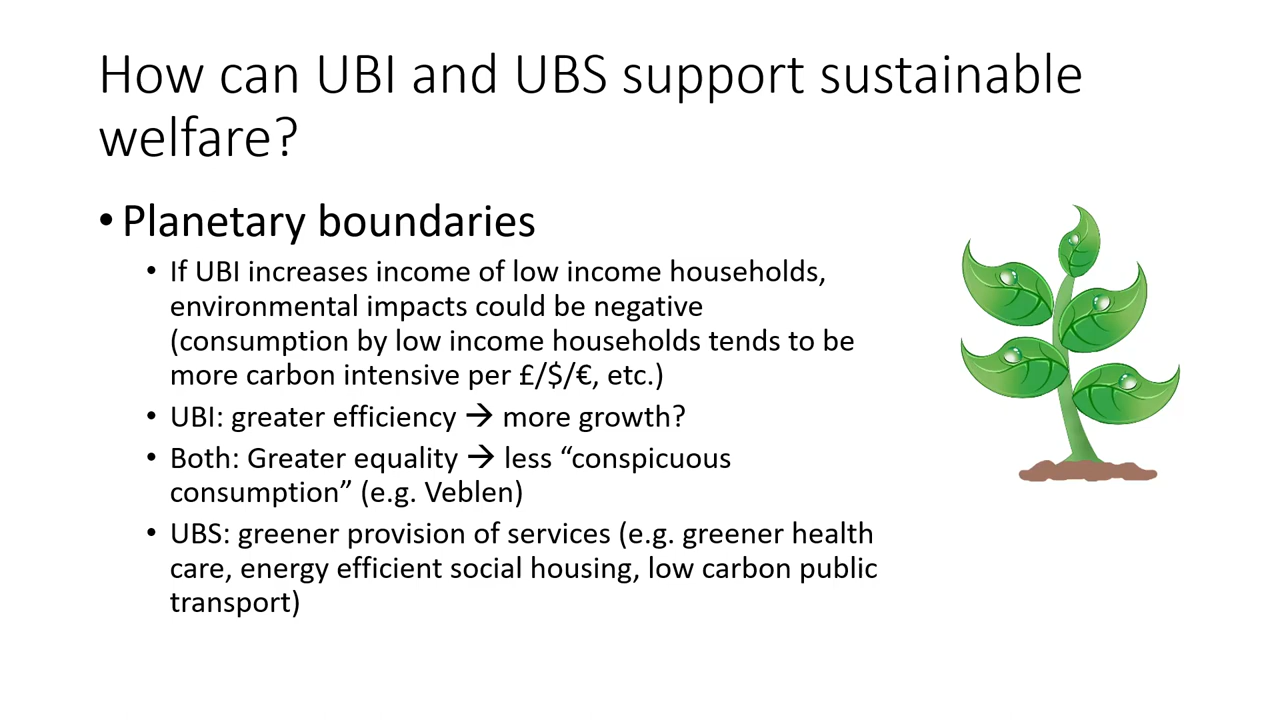 How can UBI and UBS support sustainable
welfare?
• Planetary boundaries
• If UBI increases income of low income households,
environmental impacts could be negative
(consumption by low income households tends to be
more carbon intensive per £/$/€, etc.)
• UBI: greater efficiency → more growth?
• Both: Greater equality → less “conspicuous
consumption” (e.g. Veblen)
• UBS: greener provision of services (e.g. greener health
care, energy efficient social housing, low carbon public
transport)